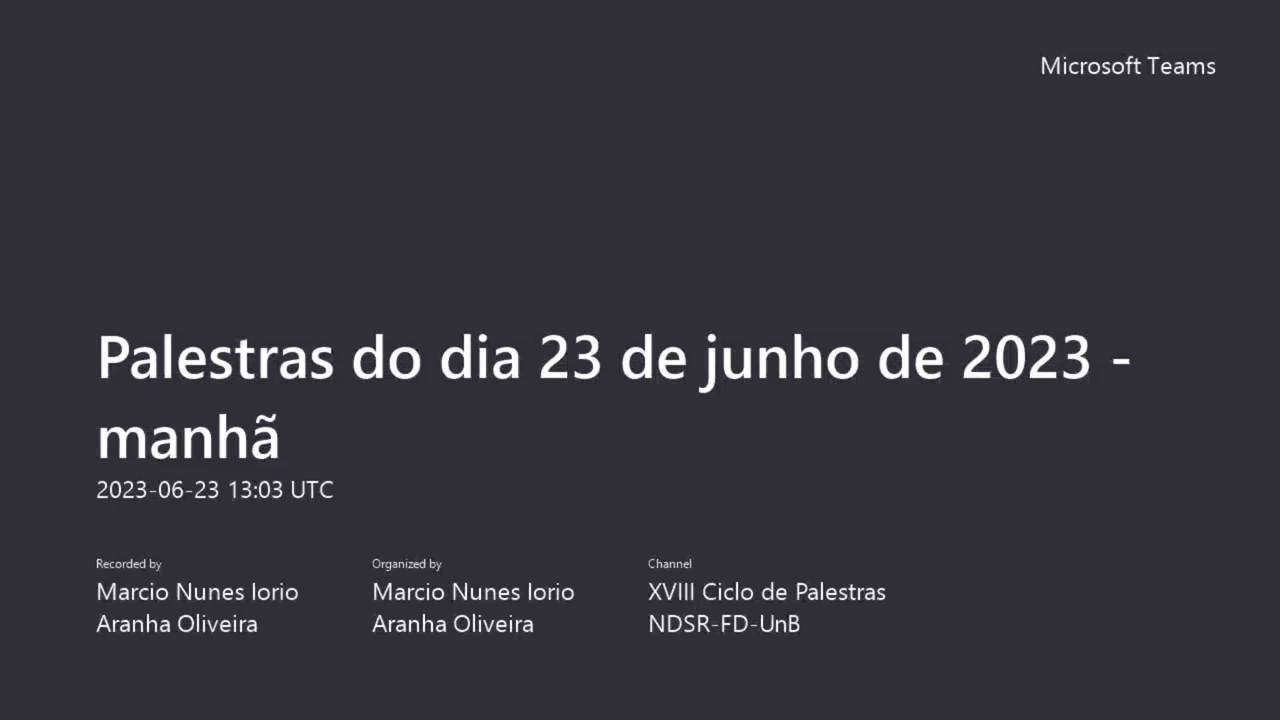 Microsoft Teams
Palestras do dia 23 de junho de 2023 -
manhã
2023-06-23 13:03 UTC
Recorded by
Marcio Nunes Iorio
Aranha Oliveira
Organized by
Marcio Nunes Iorio
Aranha Oliveira
Channel
XVIII Ciclo de Palestras
NDSR-FD-UnB